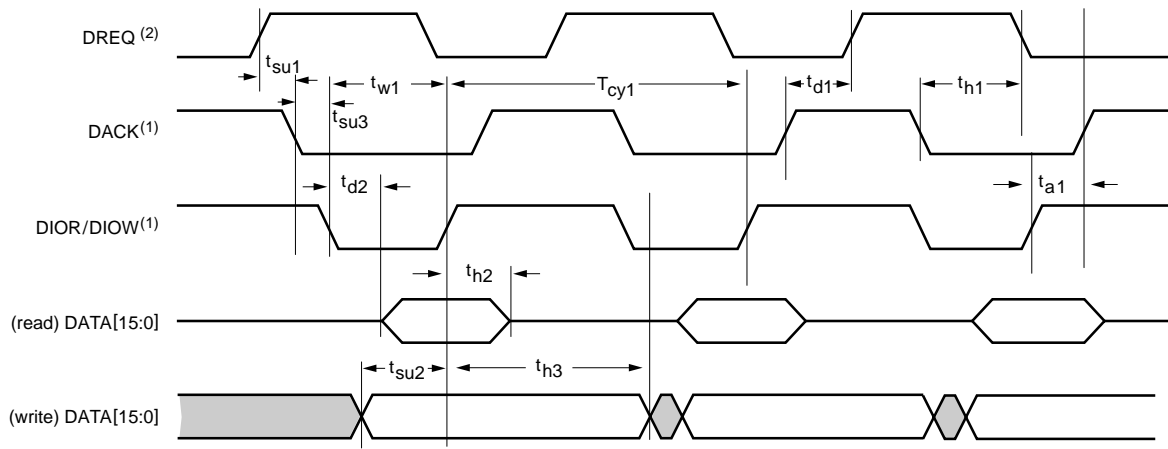 DREQ (2)
tsu1
tw1
Tcy1
td1
th1
DACK(1)
tsu3
td2
ta1
DIOR/DIOW(1)
th2
(read) DATA[15:0]
tsu2
th3
(write) DATA[15:0]